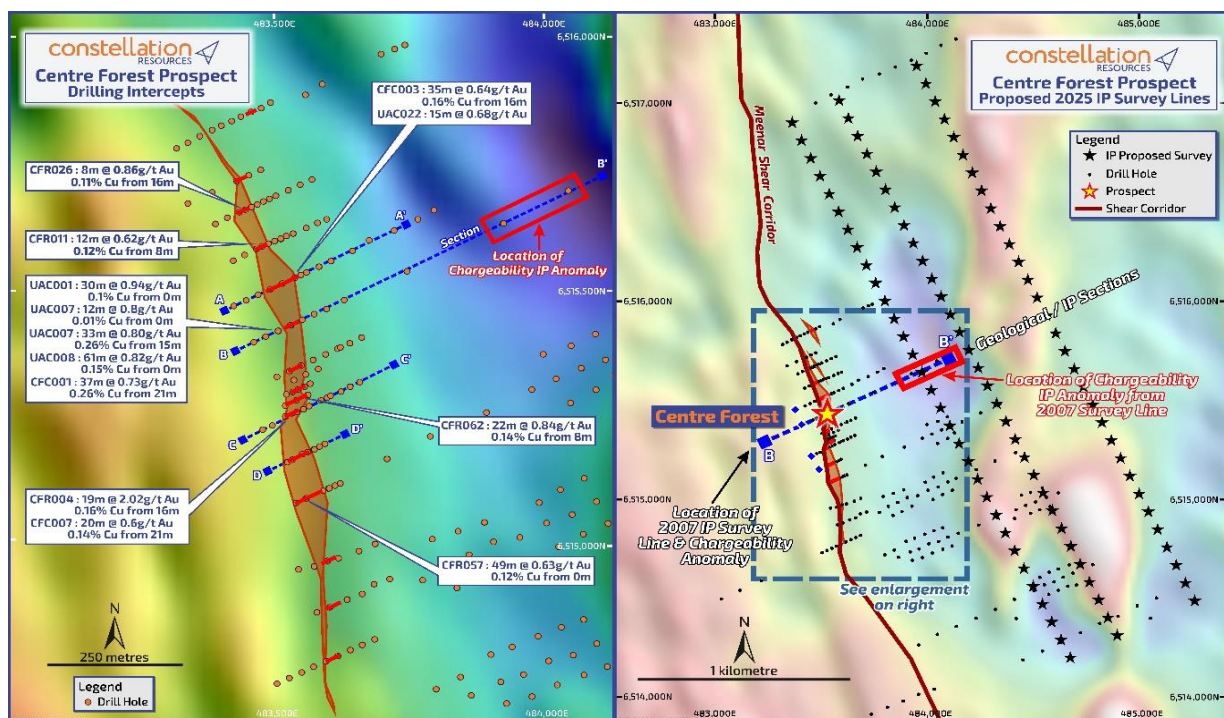 constellation
RESOURCES
Centre Forest Prospect
Drilling Intercepts
483,500E
484,000E
6,516,000N
CFC003 : 35m @ 0.64g/t Au
0.16% Cu from 16m
UAC022 : 15m @ 0.68g/t Au
CFR026 : 8m @ 0.86g/t Au
0.11% Cu from 16m
B'
A'
Section
CFR011 : 12m @ 0.62g/t Au
0.12% Cu from 8m
Location of
Chargeability IP Anomaly
6,515,500N
A
UAC001 : 30m @ 0.94g/t Au
0.1% Cu from 0m
UAC007 : 12m @ 0.8g/t Au
0.01% Cu from 0m
UAC007 : 33m @ 0.80g/t Au
0.26% Cu from 15m
UAC008 : 61m @ 0.82g/t Au
0.15% Cu from 0m
CFC001 : 37m @ 0.73g/t Au
0.26% Cu from 21m
B
C'
CFR062 : 22m @ 0.84g/t Au
0.14% Cu from 8m
C
D'
D
CFR004 : 19m @ 2.02g/t Au
0.16% Cu from 16m
CFC007 : 20m @ 0.6g/t Au
0.14% Cu from 21m
6,515,000N
CFR057 : 49m @ 0.63g/t Au
0.12% Cu from 0m
N
250 metres
Legend
Drill Hole
483,500E
484,000E
483,000E
484,000E
485,000E
constellation
RESOURCES
Centre Forest Prospect
Proposed 2025 IP Survey Lines
6,517,000N
Legend
IP Proposed Survey
Drill Hole
Prospect
Shear Corridor
Meenar Shear Corridor
6,516,000N
6,516,000N
Geological / IP Sections
B'
Location of Chargeability
IP Anomaly from
2007 Survey Line
Centre Forest
B
6,515,000N
6,515,000N
Location of
2007 IP Survey
Line & Chargeability
Anomaly
See enlargement
on right
N
1 kilometre
6,514,000N
6,514,000N
483,000E
484,000E
485,000E